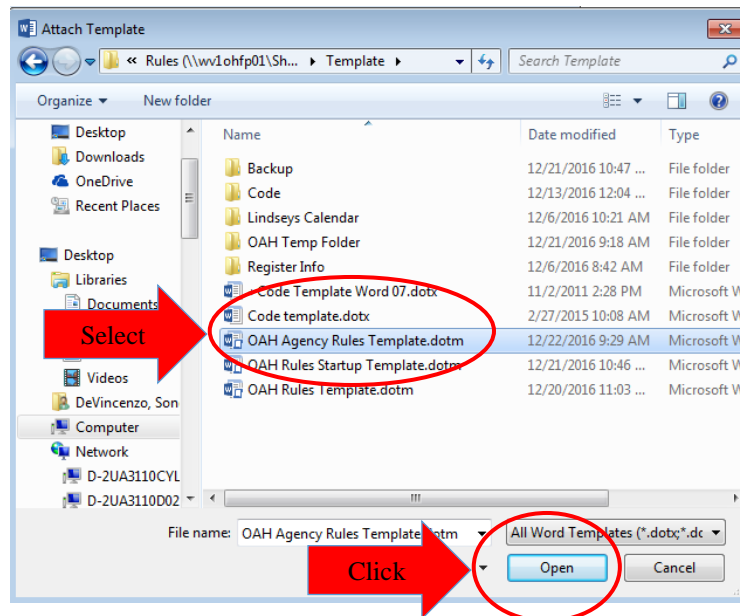 Attach Template
« Rules (\\wv1ohfp01\Sh... Template Search Template
Organize New folder
Desktop
Downloads
OneDrive
Recent Places
Desktop
Libraries
Documents
Videos
DeVincenzo, Son
Computer
Network
D-2UA3110CYL
D-2UA3110D02
Name Date modified Type
Backup 12/21/2016 10:47 ... File folder
Code 12/13/2016 12:04 ... File folder
Lindseys Calendar 12/6/2016 10:21 AM File folder
OAH Temp Folder 12/21/2016 9:18 AM File folder
Register Info 12/6/2016 8:42 AM File folder
Code Template Word 07.dotx 11/2/2011 2:28 PM Microsoft W
Code template.dotx 2/27/2015 10:08 AM Microsoft W
OAH Agency Rules Template.dotm 12/22/2016 9:29 AM Microsoft W
OAH Rules Startup Template.dotm 12/21/2016 10:46 ... Microsoft W
OAH Rules Template.dotm 12/20/2016 11:03 ... Microsoft W
Select
File name: OAH Agency Rules Template.dotm All Word Templates (*.dotx;*.dc
Click
Open Cancel